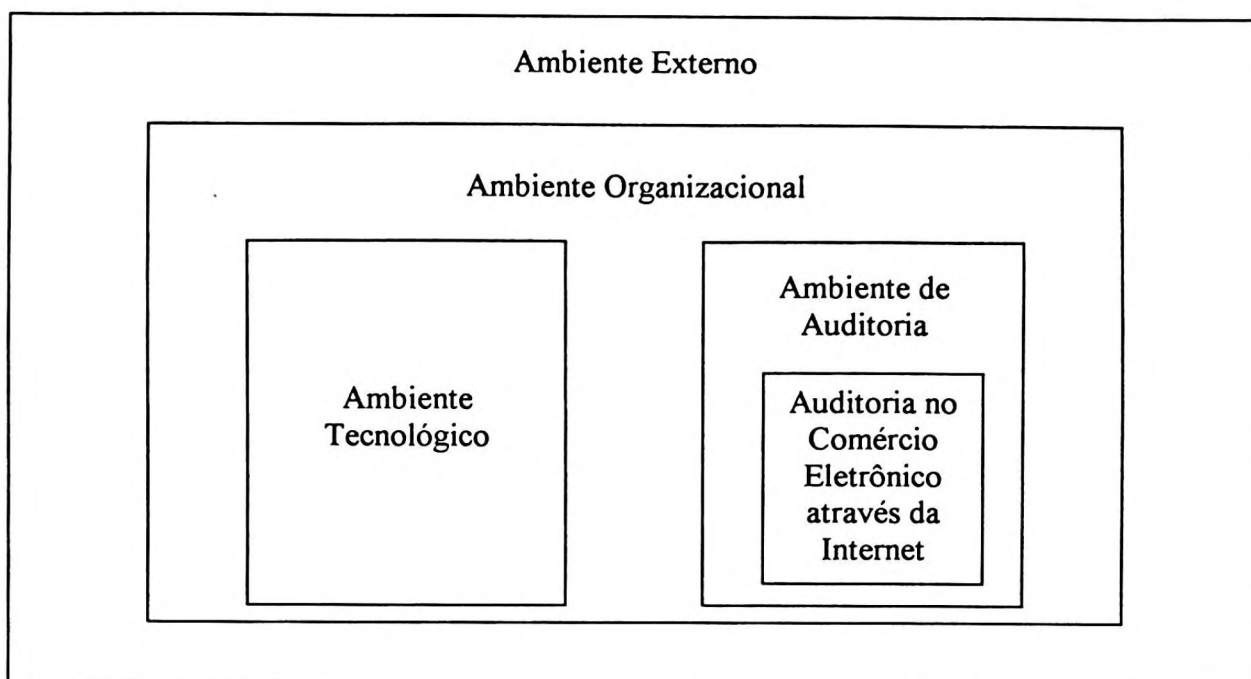 Ambiente Externo
Ambiente Organizacional
Ambiente
Tecnológico
Ambiente de
Auditoria
Auditoria no
Comércio
Eletrônico
através da
Internet